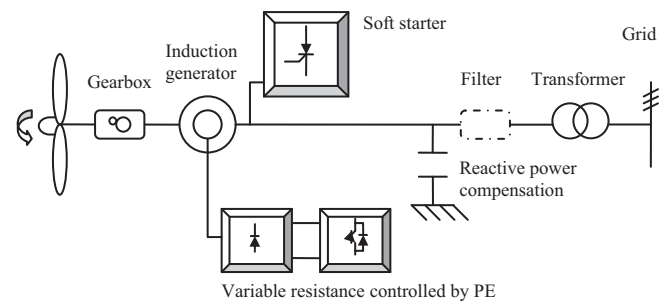 Soft starter
Grid
Induction
generator
Gearbox
Filter
Transformer
Reactive power
compensation
Variable resistance controlled by PE